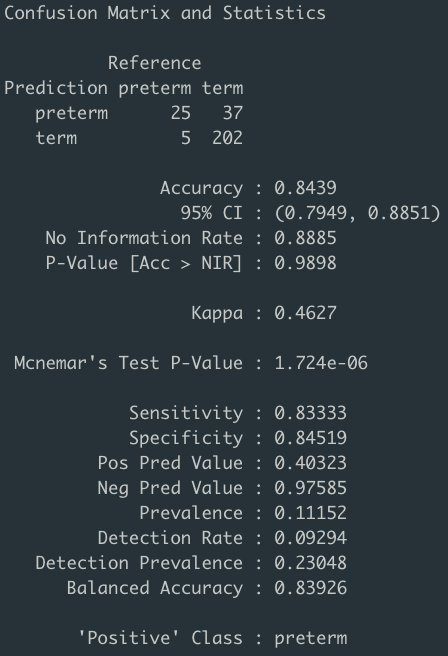 Confusion Matrix and Statistics
Reference
Prediction preterm term
preterm 25 37
term 5 202
Accuracy : 0.8439
95% CI : (0.7949, 0.8851)
No Information Rate : 0.8885
P-Value [Acc > NIR] : 0.9898
Kappa : 0.4627
Mcnemar's Test P-Value : 1.724e-06
Sensitivity : 0.83333
Specificity : 0.84519
Pos Pred Value : 0.40323
Neg Pred Value : 0.97585
Prevalence : 0.11152
Detection Rate : 0.09294
Detection Prevalence : 0.23048
Balanced Accuracy : 0.83926
'Positive' Class : preterm